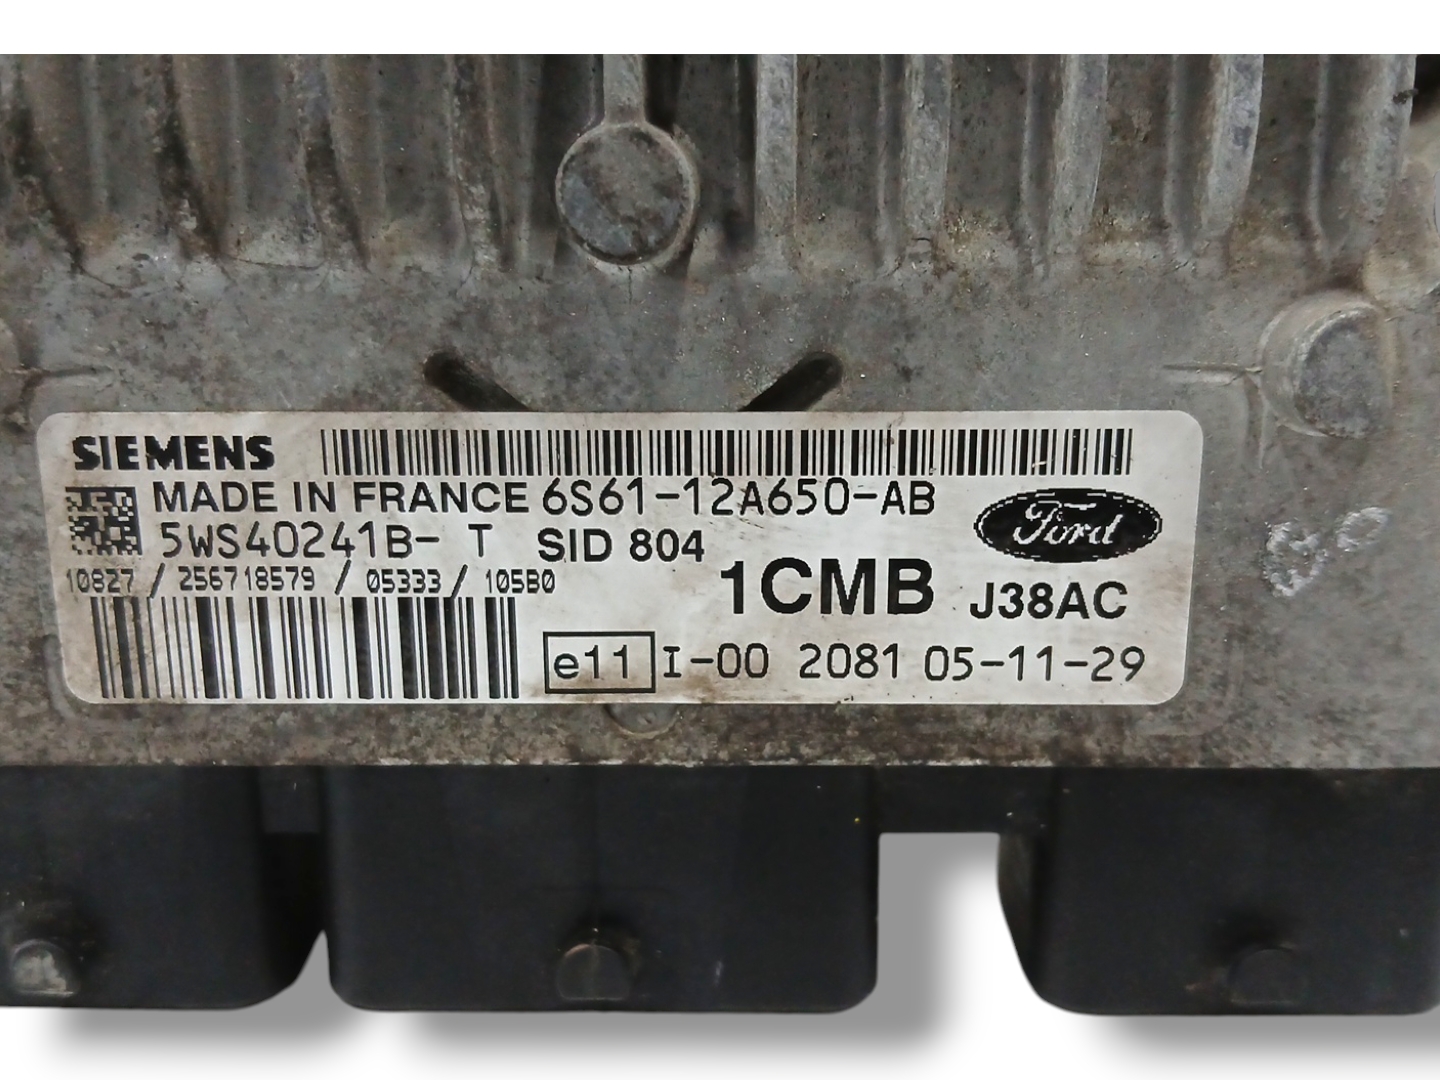 SIEMENS
MADE IN FRANCE 6S61-12A650-AB
5WS40241B- T SID 804
Ford
10827 / 256718579 / 05333 / 105B0
1CMB J38AC
e11 I-00 2081 05-11-29